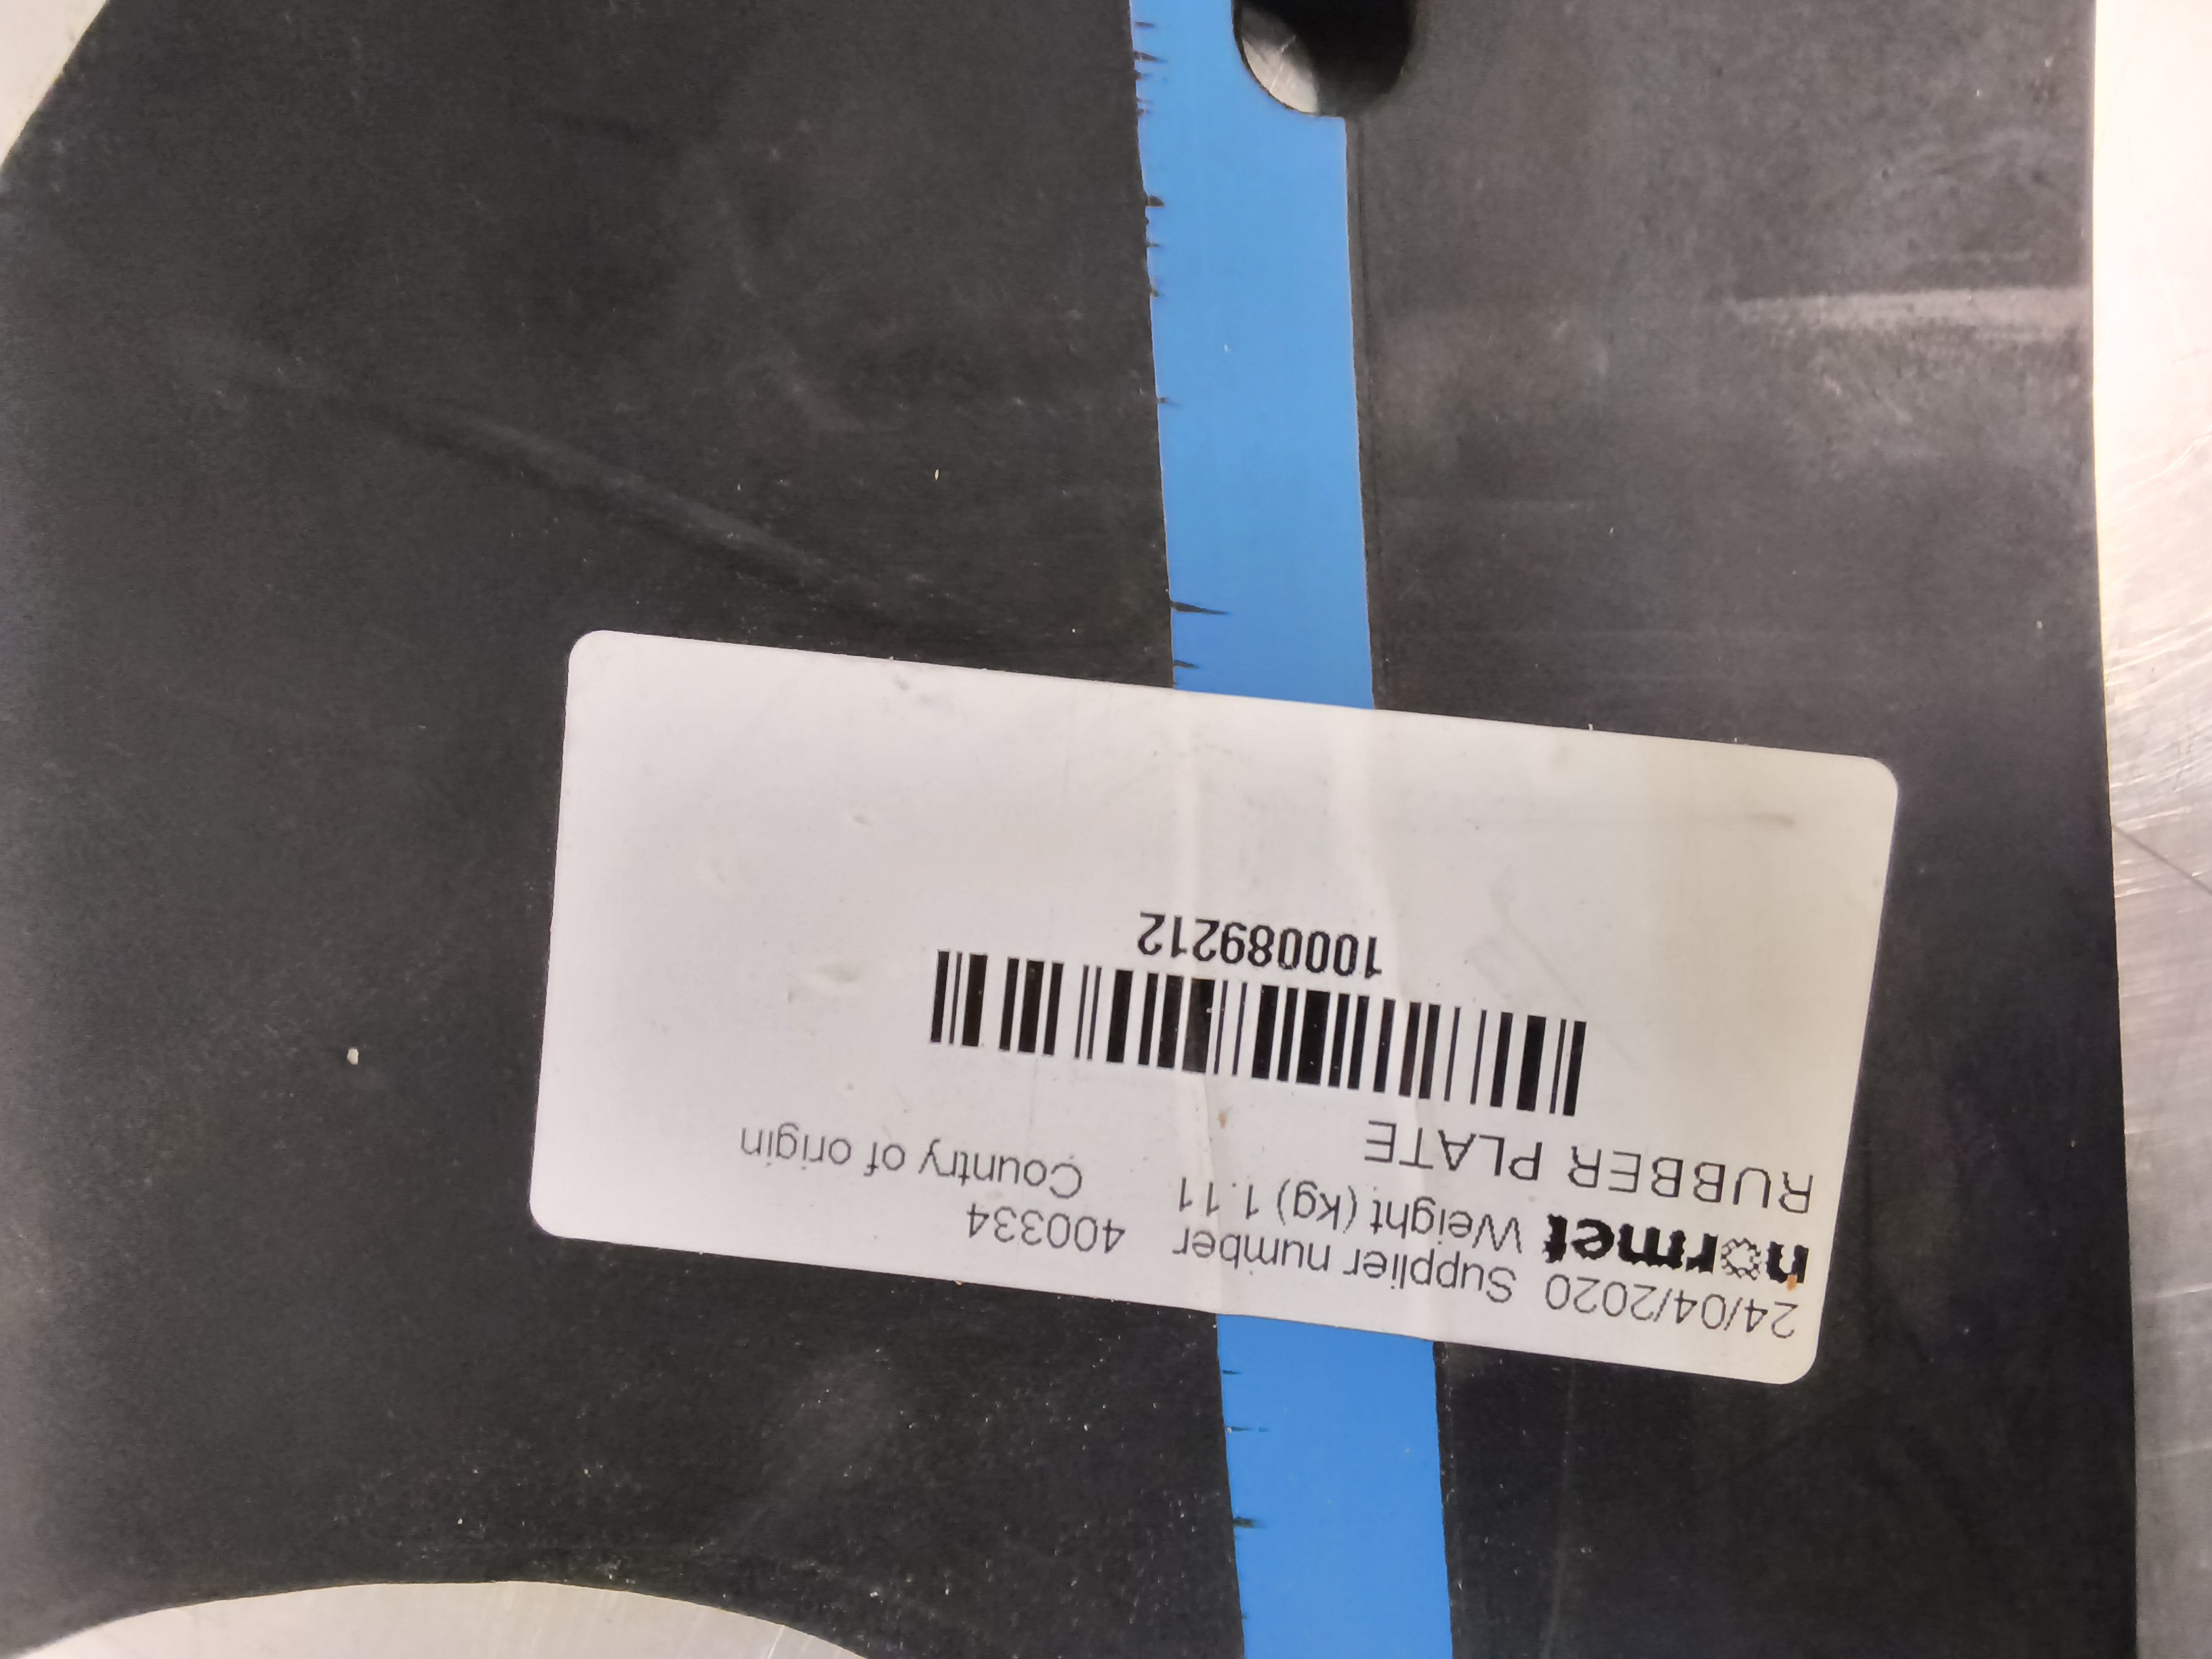 24/04/2020 Supplier number 400334
normet Weight (kg) 1.11 Country of origin
RUBBER PLATE
100089212